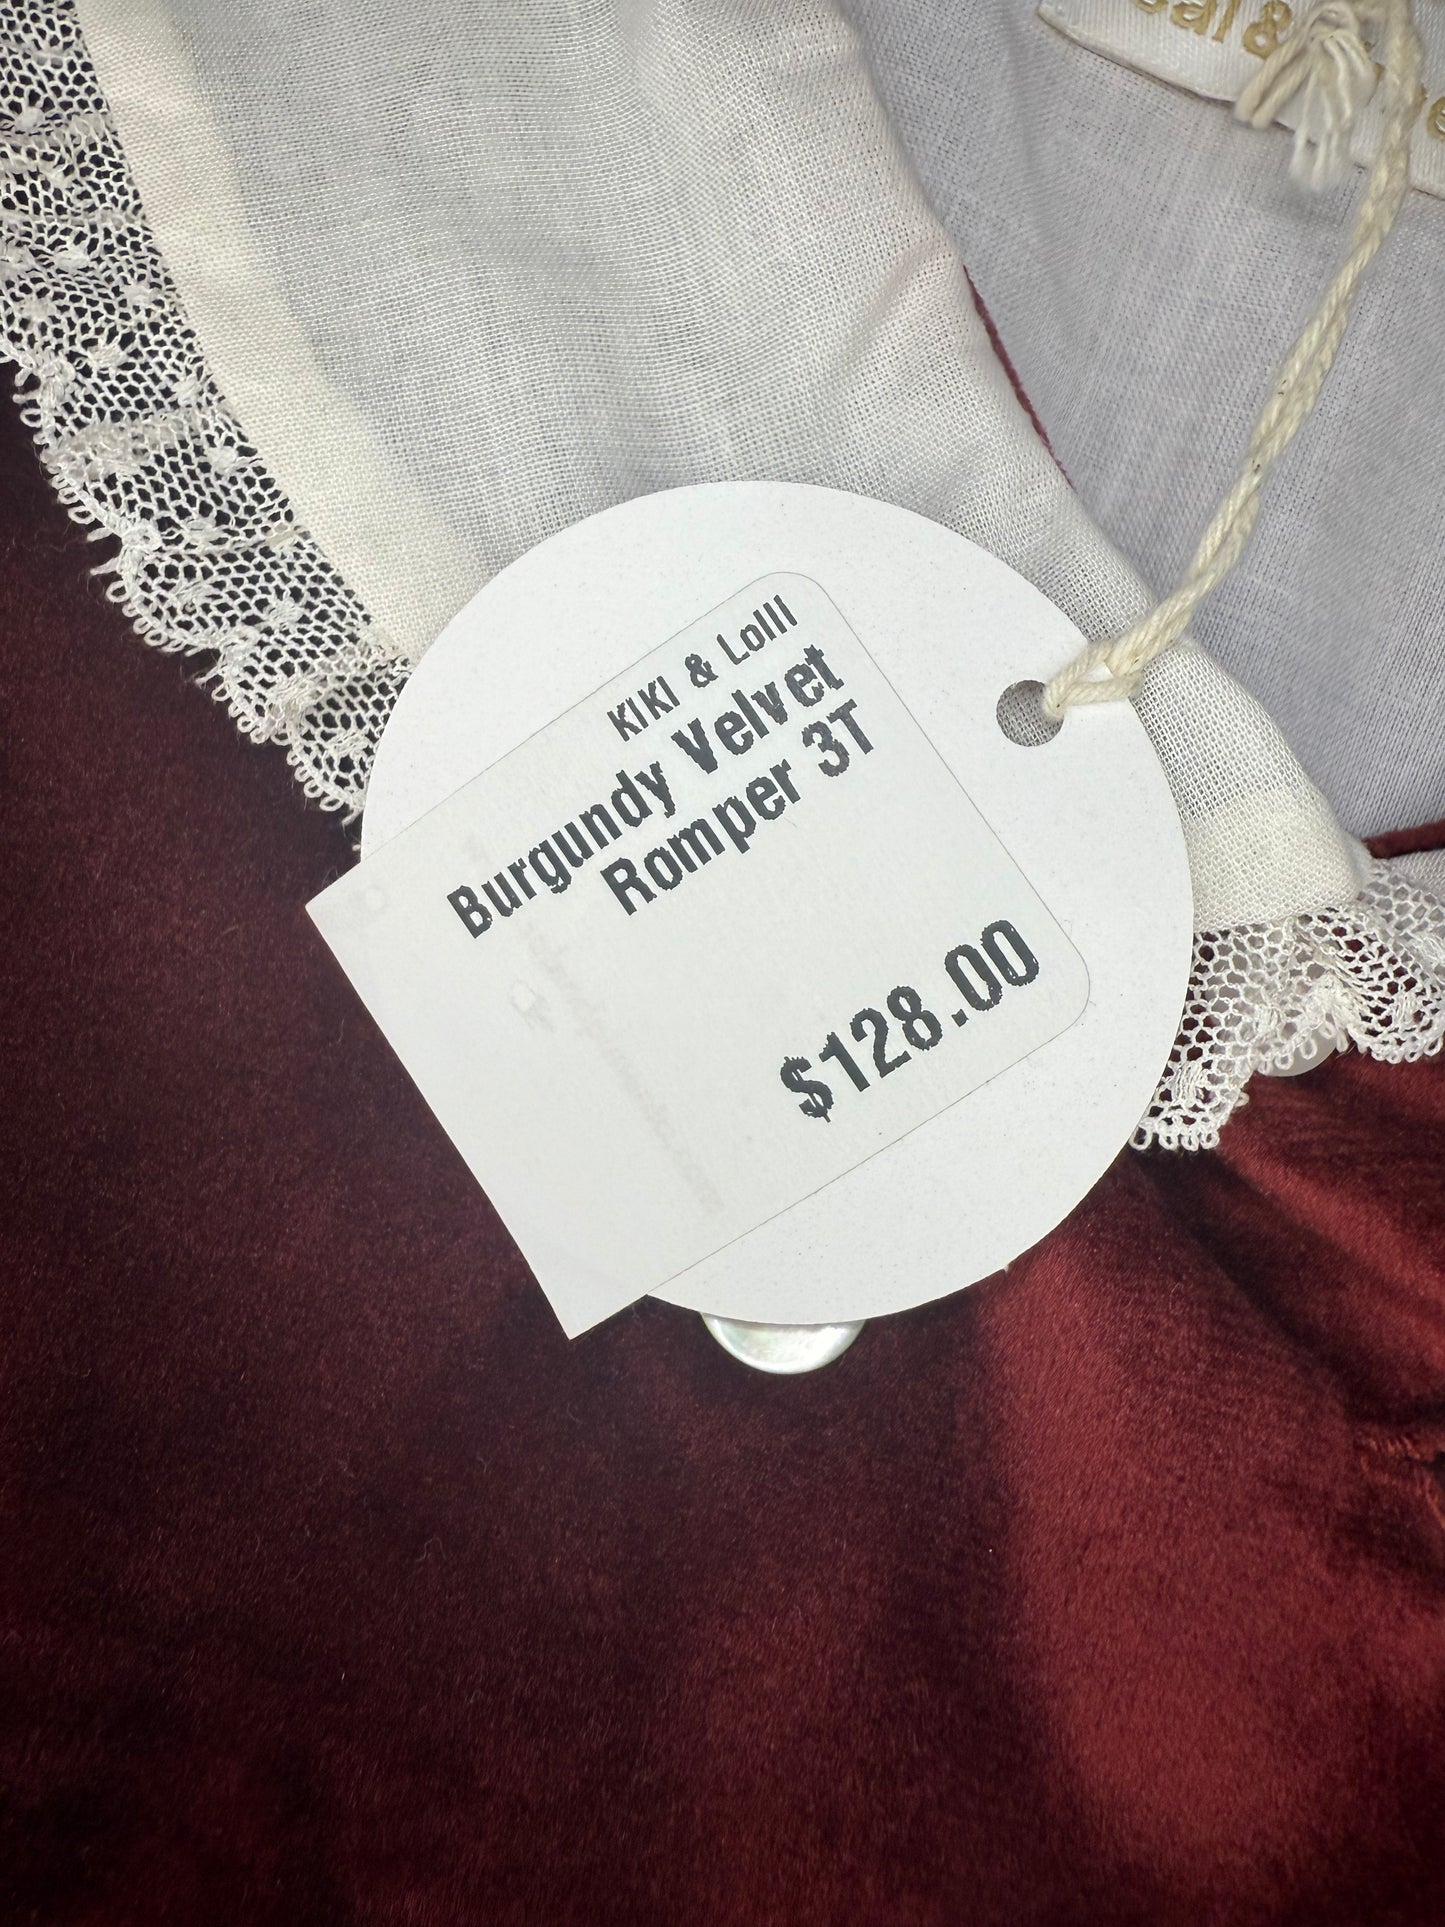 KIKI & Lolli
Burgundy Velvet
Romper 3T
$128.00